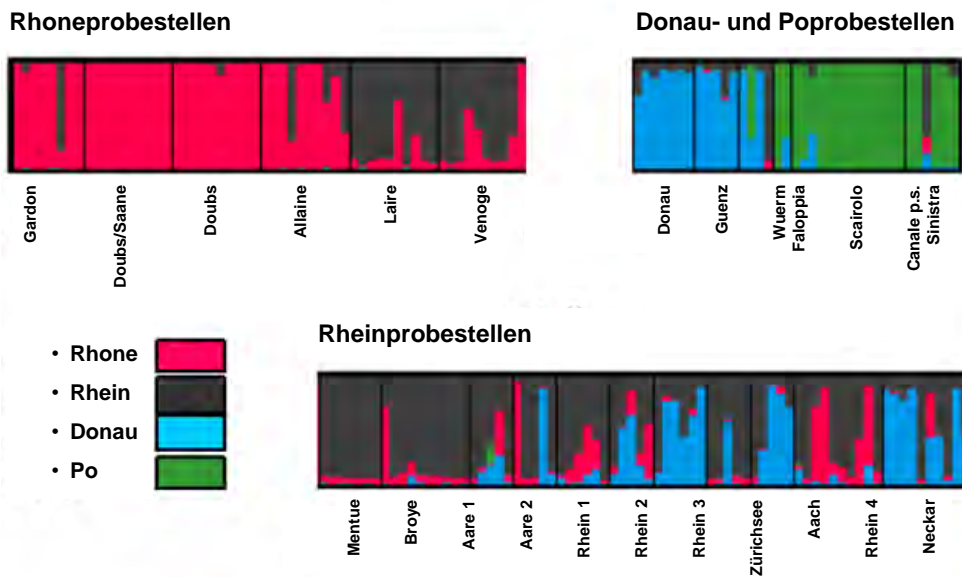 Rhoneprobestellen
Donau- und Poprobestellen
Gardon
Doubs/Saane
Doubs
Allaine
Laire
Venoge
Donau
Guenz
Wuerm
Faloppia
Scairolo
Canale p.s.
Sinistra
Rheinprobestellen
• Rhone
• Rhein
• Donau
• Po
Mentue
Broye
Aare 1
Aare 2
Rhein 1
Rhein 2
Rhein 3
Zürichsee
Aach
Rhein 4
Neckar